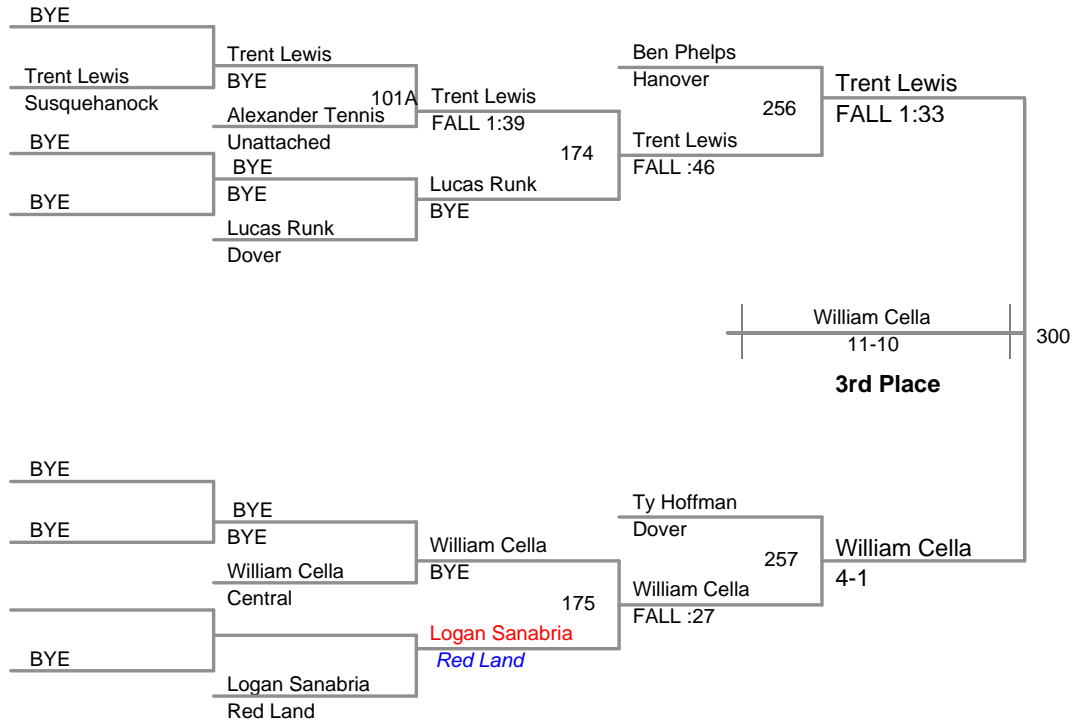 BYE
Trent Lewis
Susquehanock
BYE
BYE
Trent Lewis
BYE
101A
Alexander Tennis
Unattached
BYE
BYE
Lucas Runk
Dover
Trent Lewis
FALL 1:39
174
Lucas Runk
BYE
Ben Phelps
Hanover
256
Trent Lewis
FALL :46
Trent Lewis
FALL 1:33
William Cella
11-10
3rd Place
300
BYE
BYE
BYE
BYE
BYE
William Cella
Central
Logan Sanabria
Red Land
William Cella
BYE
175
Logan Sanabria
Red Land
Ty Hoffman
Dover
257
William Cella
FALL :27
William Cella
4-1